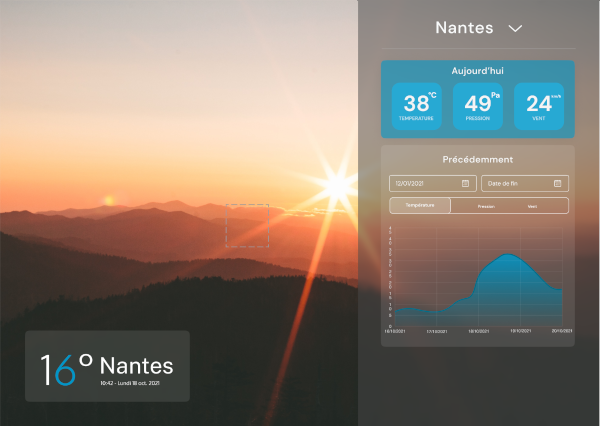 Nantes
Aujourd'hui
38°C
TEMPÉRATURE
49 Pa
PRESSION
24 km/h
VENT
Précédemment
12/01/2021
Date de fin
Température
Pression
Vent
18/10/2021
17/10/2021
18/10/2021
19/10/2021
20/10/2021
16° Nantes
10:42 - Lundi 18 oct. 2021